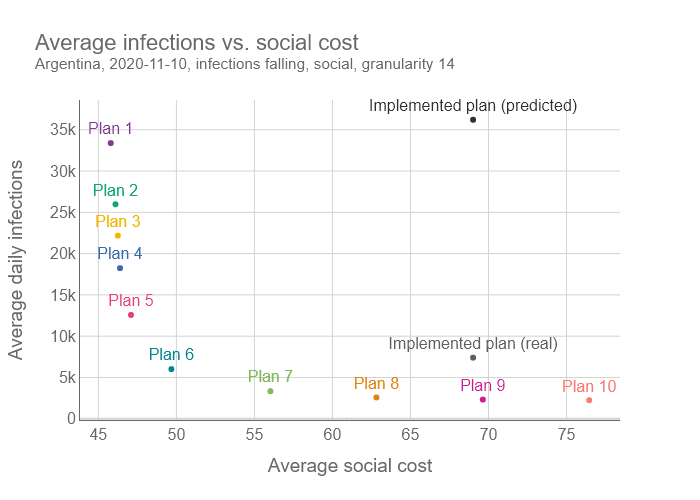 Average infections vs. social cost
Argentina, 2020-11-10, infections falling, social, granularity 14
Implemented plan (predicted)
35k
Plan 1
30k
Plan 2
25k
Plan 3
20k
Plan 4
15k
Plan 5
10k
Implemented plan (real)
Plan 6
5k
Plan 7
Plan 8
Plan 9
Plan 10
0
45
50
55
60
65
70
75
Average daily infections
Average social cost